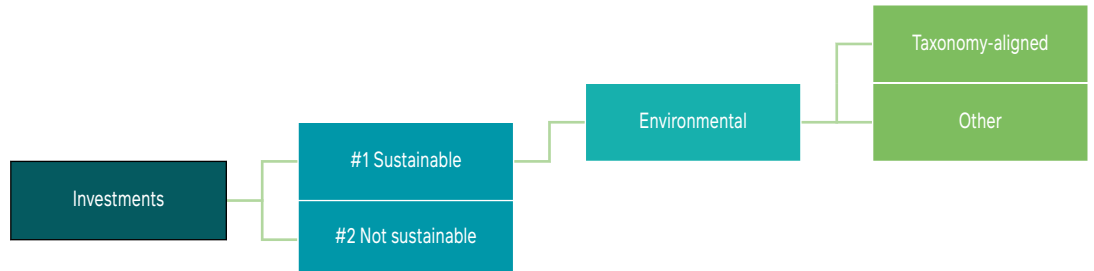 Investments
#1 Sustainable
#2 Not sustainable
Environmental
Taxonomy-aligned
Other